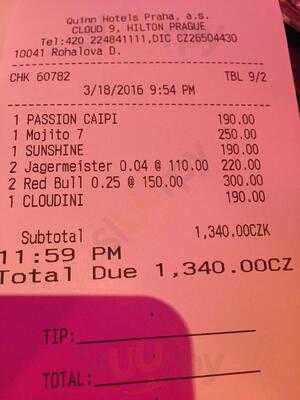 Quinn Hotels Praha, a.s.
CLOUD 9, HILTON PRAGUE
Tel:420 224841111,DIC CZ26504430
10041 Rohalova D.
CHK 60782 TBL 9/2
3/18/2016 9:54 PM
1 PASSION CAIPI 190.00
1 Mojito 7 250.00
1 SUNSHINE 190.00
2 Jagermeister 0.04 @ 110.00 220.00
2 Red Bull 0.25 @ 150.00 300.00
1 CLOUDINI 190.00
Subtotal 1,340.00CZK
11:59 PM
Total Due 1,340.00CZ
TIP:
TOTAL: